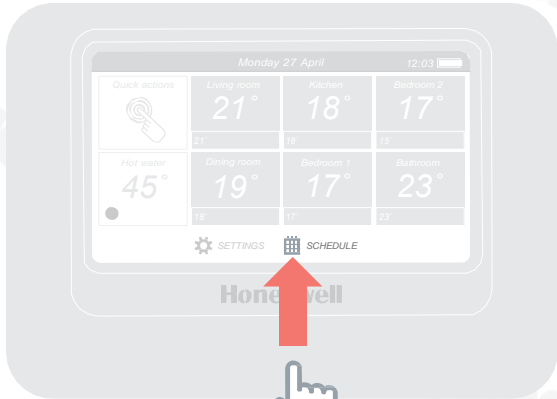 Monday 27 April 12:03
Quick actions
Living room
21°
21°
Kitchen
18°
18°
Bedroom 2
17°
15°
Hot water
45°
Dining room
19°
18°
Bedroom 1
17°
17°
Bathroom
23°
23°
SETTINGS
SCHEDULE